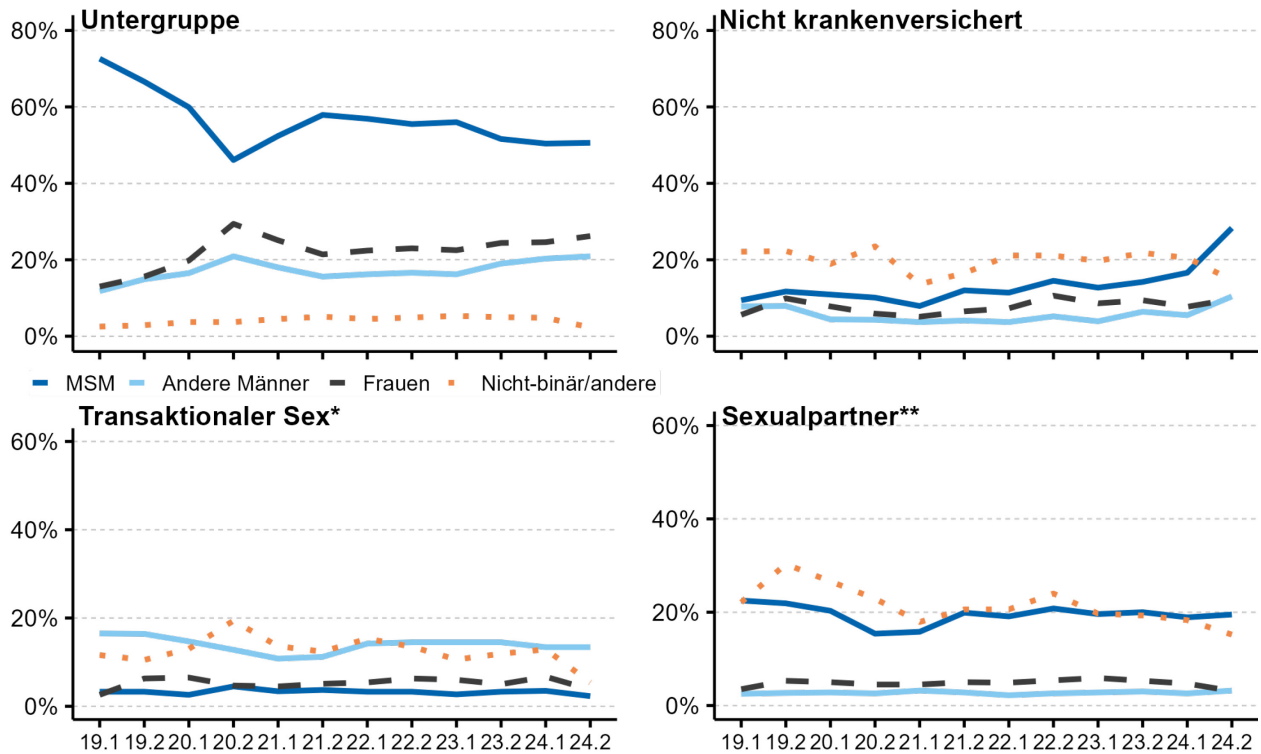 Untergruppe
80%
60%
40%
20%
0%
Nicht krankenversichert
80%
60%
40%
20%
0%
MSM Andere Männer Frauen Nicht-binär/andere
Transaktionaler Sex*
60%
40%
20%
0%
19.1 19.2 20.1 20.2 21.1 21.2 22.1 22.2 23.1 23.2 24.1 24.2
Sexualpartner**
60%
40%
20%
0%
19.1 19.2 20.1 20.2 21.1 21.2 22.1 22.2 23.1 23.2 24.1 24.2